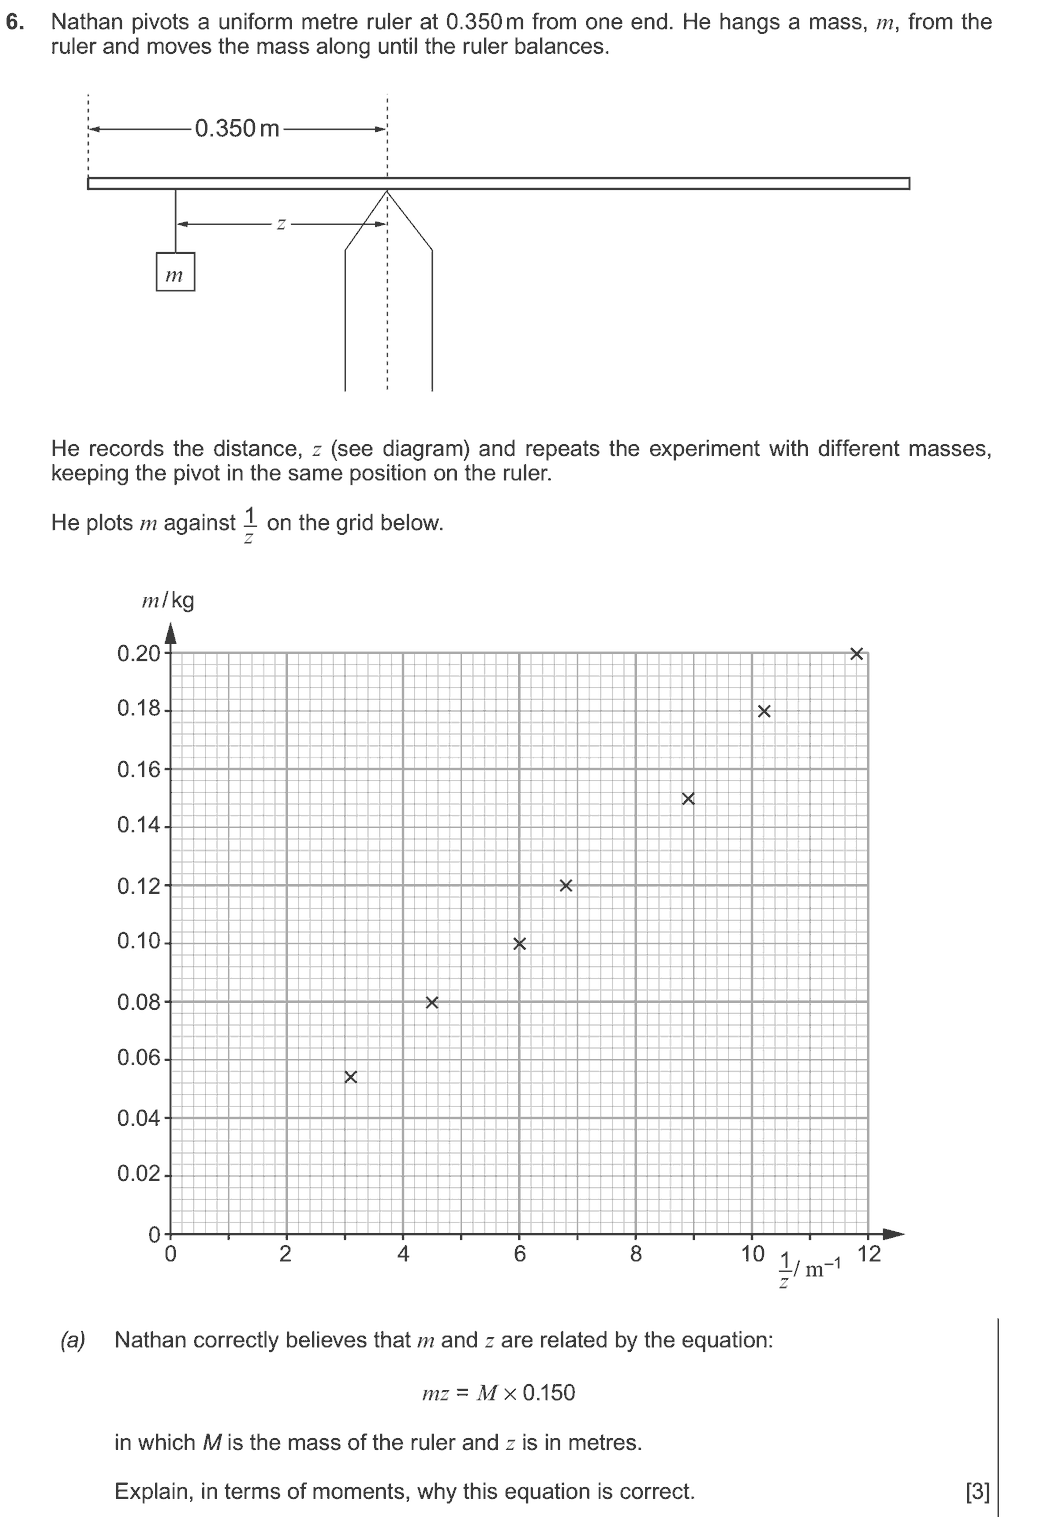 6. Nathan pivots a uniform metre ruler at 0.350 m from one end. He hangs a mass, m, from the
ruler and moves the mass along until the ruler balances.
0.350 m
z
m
He records the distance, z (see diagram) and repeats the experiment with different masses,
keeping the pivot in the same position on the ruler.
He plots m against 1/z on the grid below.
m/kg
0.20
0.18
0.16
0.14
0.12
0.10
0.08
0.06
0.04
0.02
0
0 2 4 6 8 10 12
1/z / m⁻¹
(a) Nathan correctly believes that m and z are related by the equation:
mz = M × 0.150
in which M is the mass of the ruler and z is in metres.
Explain, in terms of moments, why this equation is correct. [3]